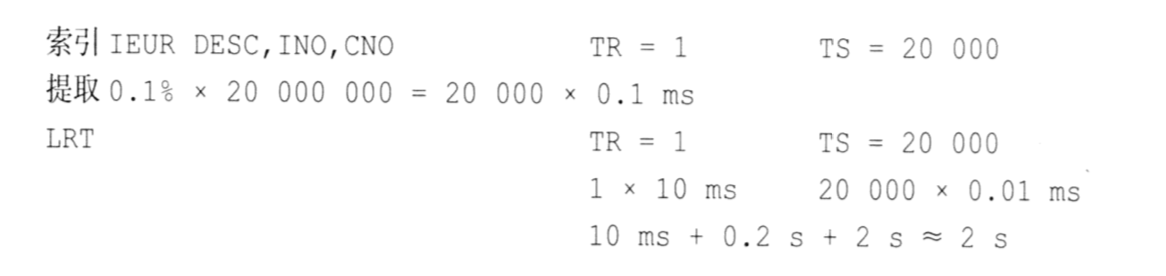 索引 IEUR DESC,INO,CNO TR = 1 TS = 20 000
提取 0.1% × 20 000 000 = 20 000 × 0.1 ms
LRT TR = 1 TS = 20 000
1 × 10 ms 20 000 × 0.01 ms
10 ms + 0.2 s + 2 s ≈ 2 s